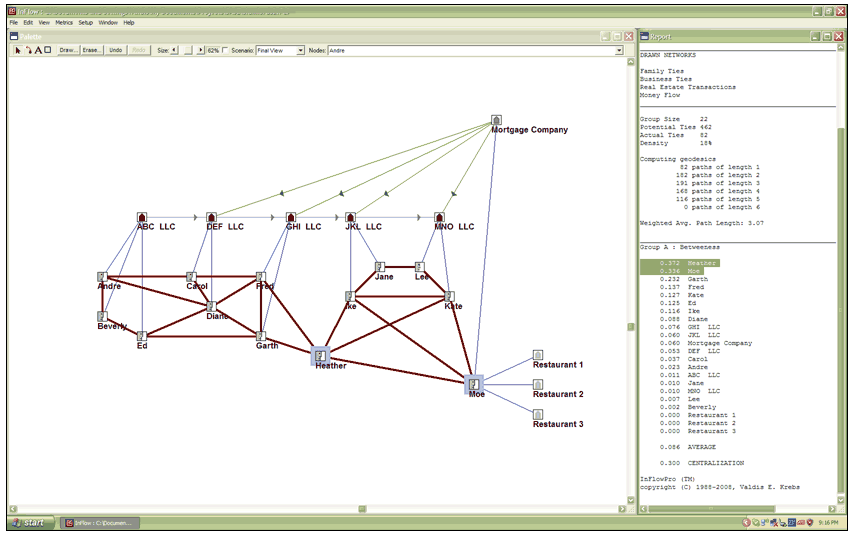 File Edit View Metrics Setup Window Help
Palette
Draw... Erase... Undo Redo Size: 62% Scenario: Final View Nodes: Andre
Mortgage Company
ABC LLC DEF LLC GHI LLC JKL LLC MNO LLC
Jane Lee
Andre Carol Fred
Ike Kate
Beverly Diane
Ed Garth
Heather
Restaurant 1
Moe Restaurant 2
Restaurant 3
Report
DRAWN NETWORKS
Family Ties
Business Ties
Real Estate Transactions
Money Flow
Group Size 22
Potential Ties 462
Actual Ties 82
Density 18%
Computing geodesics
82 paths of length 1
182 paths of length 2
191 paths of length 3
168 paths of length 4
116 paths of length 5
0 paths of length 6
Weighted Avg. Path Length: 3.07
Group A : Betweeness
0.372 Heather
0.336 Moe
0.232 Garth
0.137 Fred
0.127 Kate
0.125 Ed
0.116 Ike
0.088 Diane
0.076 GHI LLC
0.060 JKL LLC
0.060 Mortgage Company
0.053 DEF LLC
0.037 Carol
0.023 Andre
0.011 ABC LLC
0.010 Jane
0.010 MNO LLC
0.007 Lee
0.002 Beverly
0.000 Restaurant 1
0.000 Restaurant 2
0.000 Restaurant 3
0.086 AVERAGE
0.300 CENTRALIZATION
InFlowPro (TM)
copyright (C) 1988-2008, Valdis E. Krebs
start InFlow : C:\Documen... 9:16 PM